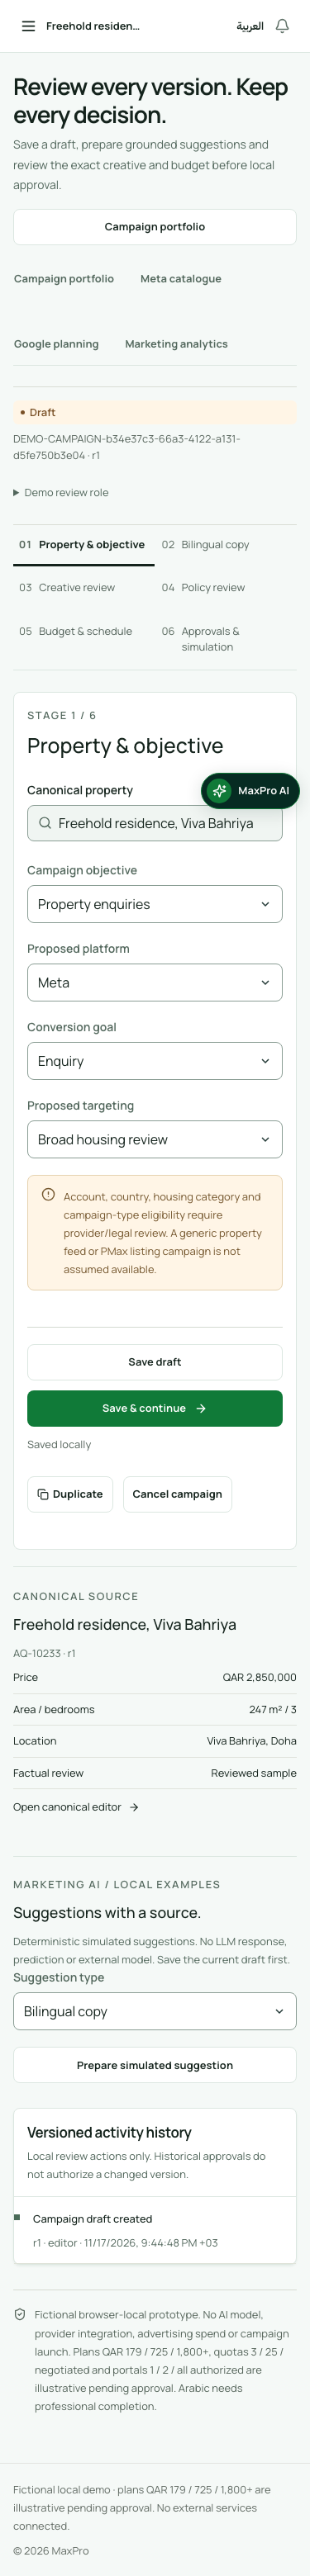 Freehold residen...
العربية
Review every version. Keep
every decision.
Save a draft, prepare grounded suggestions and
review the exact creative and budget before local
approval.
Campaign portfolio
Campaign portfolio
Meta catalogue
Google planning
Marketing analytics
Draft
DEMO-CAMPAIGN-b34e37c3-66a3-4122-a131-
d5fe750b3e04 · r1
Demo review role
01 Property & objective
02 Bilingual copy
03 Creative review
04 Policy review
05 Budget & schedule
06 Approvals &
simulation
STAGE 1 / 6
Property & objective
Canonical property
MaxPro AI
Freehold residence, Viva Bahriya
Campaign objective
Property enquiries
Proposed platform
Meta
Conversion goal
Enquiry
Proposed targeting
Broad housing review
Account, country, housing category and
campaign-type eligibility require
provider/legal review. A generic property
feed or PMax listing campaign is not
assumed available.
Save draft
Save & continue
Saved locally
Duplicate
Cancel campaign
CANONICAL SOURCE
Freehold residence, Viva Bahriya
AQ-10233 · r1
Price QAR 2,850,000
Area / bedrooms 247 m² / 3
Location Viva Bahriya, Doha
Factual review Reviewed sample
Open canonical editor
MARKETING AI / LOCAL EXAMPLES
Suggestions with a source.
Deterministic simulated suggestions. No LLM response,
prediction or external model. Save the current draft first.
Suggestion type
Bilingual copy
Prepare simulated suggestion
Versioned activity history
Local review actions only. Historical approvals do
not authorize a changed version.
Campaign draft created
r1 · editor · 11/17/2026, 9:44:48 PM +03
Fictional browser-local prototype. No AI model,
provider integration, advertising spend or campaign
launch. Plans QAR 179 / 725 / 1,800+, quotas 3 / 25 /
negotiated and portals 1 / 2 / all authorized are
illustrative pending approval. Arabic needs
professional completion.
Fictional local demo · plans QAR 179 / 725 / 1,800+ are
illustrative pending approval. No external services
connected.
© 2026 MaxPro